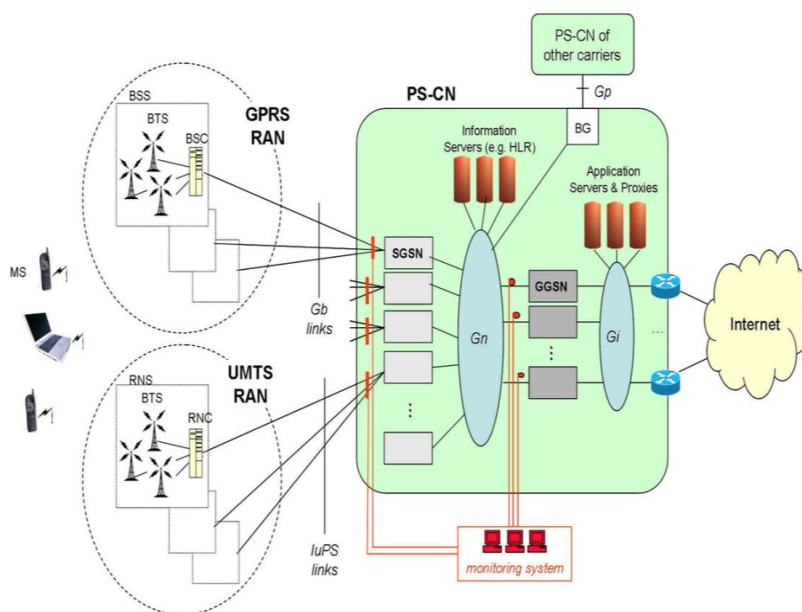 PS-CN of
other carriers
Gp
PS-CN
BG
BSS
GPRS
RAN
BTS
BSC
Information
Servers (e.g. HLR)
Application
Servers & Proxies
MS
SGSN
GGSN
Gb
links
Gn
Gi
...
Internet
...
...
RNS
UMTS
RAN
BTS
RNC
...
IuPS
links
monitoring system